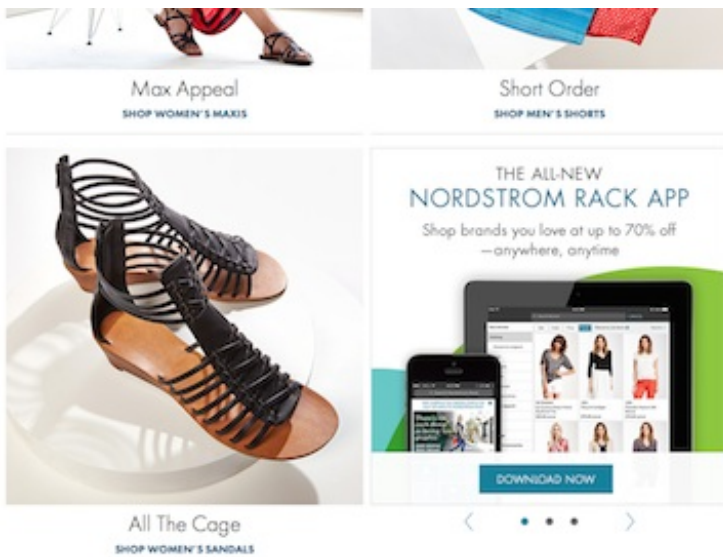 Max Appeal
SHOP WOMEN'S MAXIS
Short Order
SHOP MEN'S SHORTS
THE ALL-NEW
NORDSTROM RACK APP
Shop brands you love at up to 70% off
—anywhere, anytime
DOWNLOAD NOW
All The Cage
SHOP WOMEN'S SANDALS